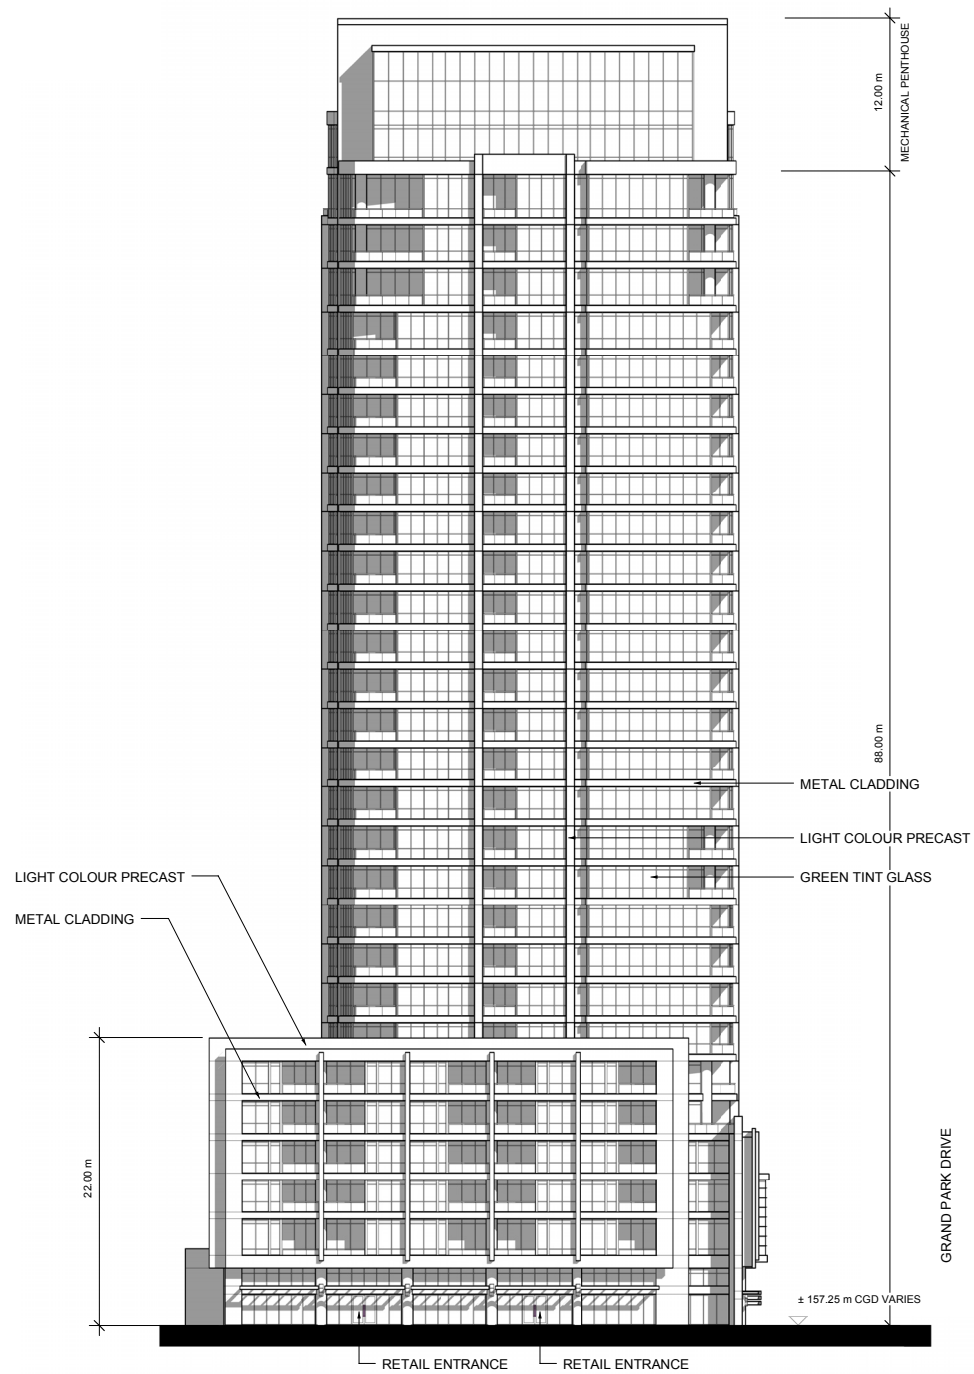 MECHANICAL PENTHOUSE
12.00 m
88.00 m
METAL CLADDING
LIGHT COLOUR PRECAST
GREEN TINT GLASS
LIGHT COLOUR PRECAST
METAL CLADDING
22.00 m
GRAND PARK DRIVE
± 157.25 m CGD VARIES
RETAIL ENTRANCE
RETAIL ENTRANCE